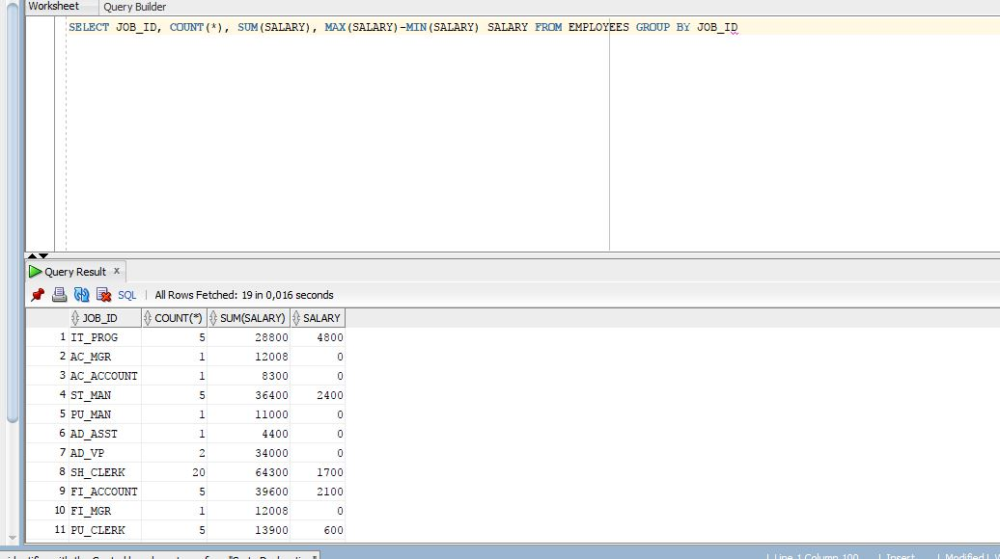 Worksheet Query Builder
SELECT JOB_ID, COUNT(*), SUM(SALARY), MAX(SALARY)-MIN(SALARY) SALARY FROM EMPLOYEES GROUP BY JOB_ID
Query Result x
SQL | All Rows Fetched: 19 in 0,016 seconds
JOB_ID COUNT(*) SUM(SALARY) SALARY
1 IT_PROG 5 28800 4800
2 AC_MGR 1 12008 0
3 AC_ACCOUNT 1 8300 0
4 ST_MAN 5 36400 2400
5 PU_MAN 1 11000 0
6 AD_ASST 1 4400 0
7 AD_VP 2 34000 0
8 SH_CLERK 20 64300 1700
9 FI_ACCOUNT 5 39600 2100
10 FI_MGR 1 12008 0
11 PU_CLERK 5 13900 600
| Line 1 Column 100 | Insert | Modified |